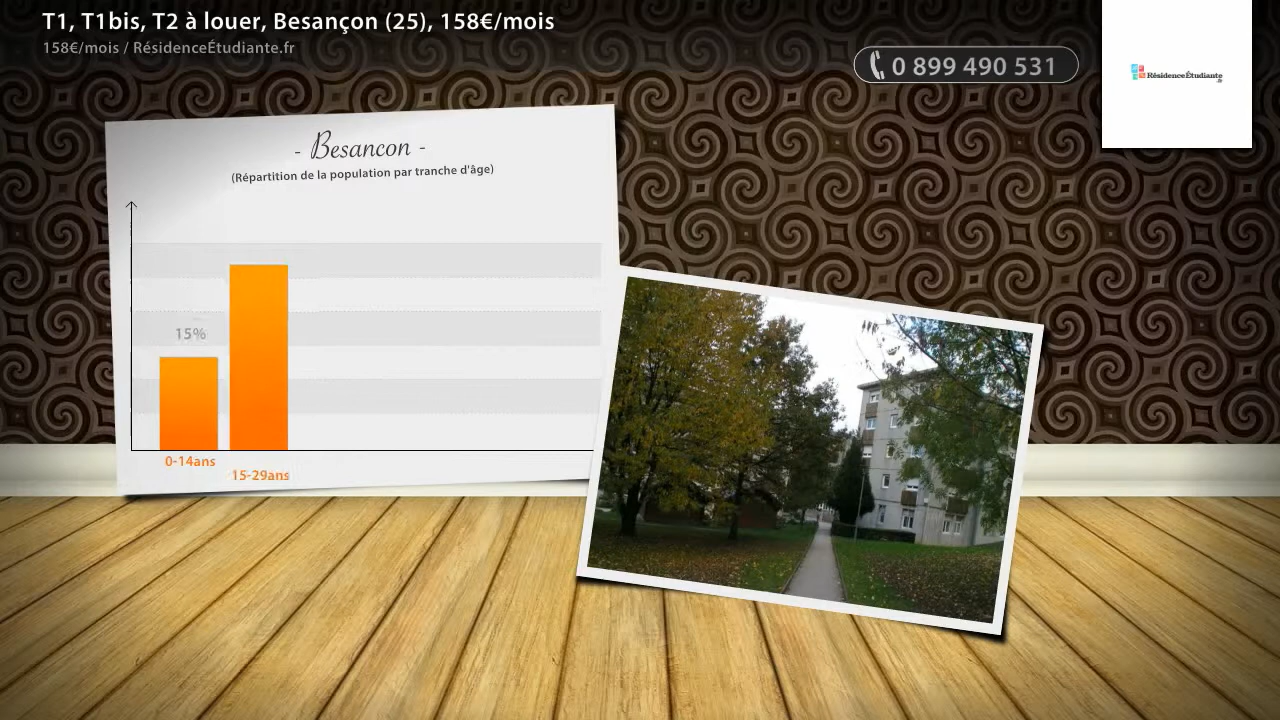 T1, T1bis, T2 à louer, Besançon (25), 158€/mois
158€/mois / RésidenceÉtudiante.fr
0 899 490 531
RésidenceÉtudiante
.fr
- Besancon -
(Répartition de la population par tranche d'âge)
15%
0-14ans
15-29ans